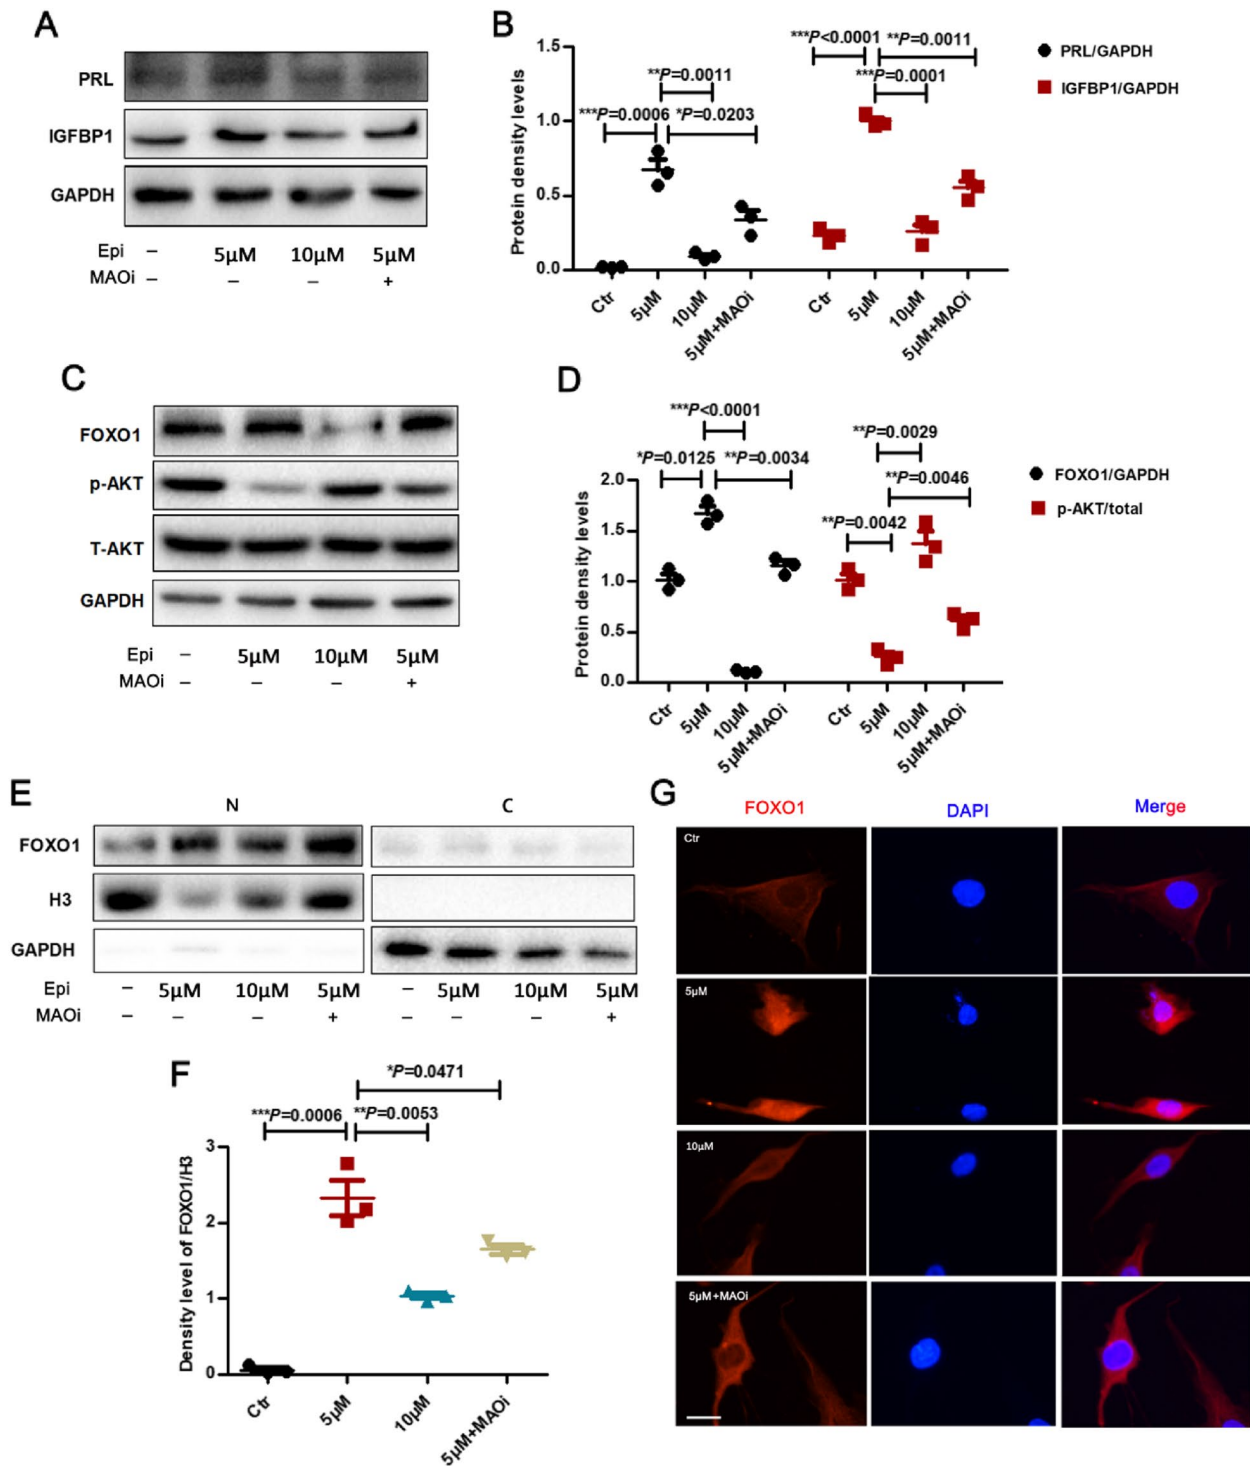 A
PRL
IGFBP1
GAPDH
Epi – 5µM 10µM 5µM
MAOi – – – +
B
Protein density levels
1.5
1.0
0.5
0.0
***P=0.0006
**P=0.0011
*P=0.0203
***P<0.0001
**P=0.0011
***P=0.0001
Ctr
5µM
10µM
5µM+MAOi
Ctr
5µM
10µM
5µM+MAOi
PRL/GAPDH
IGFBP1/GAPDH
C
FOXO1
p-AKT
T-AKT
GAPDH
Epi – 5µM 10µM 5µM
MAOi – – – +
D
Protein density levels
2.0
1.5
1.0
0.5
0.0
***P<0.0001
*P=0.0125
**P=0.0034
**P=0.0029
**P=0.0046
**P=0.0042
Ctr
5µM
10µM
5µM+MAOi
Ctr
5µM
10µM
5µM+MAOi
FOXO1/GAPDH
p-AKT/total
E
N C
FOXO1
H3
GAPDH
Epi – 5µM 10µM 5µM – 5µM 10µM 5µM
MAOi – – – + – – – +
F
Density level of FOXO1/H3
3
2
1
0
*P=0.0471
***P=0.0006
**P=0.0053
Ctr
5µM
10µM
5µM+MAOi
G
FOXO1 DAPI Merge
Ctr
5µM
10µM
5µM+MAOi